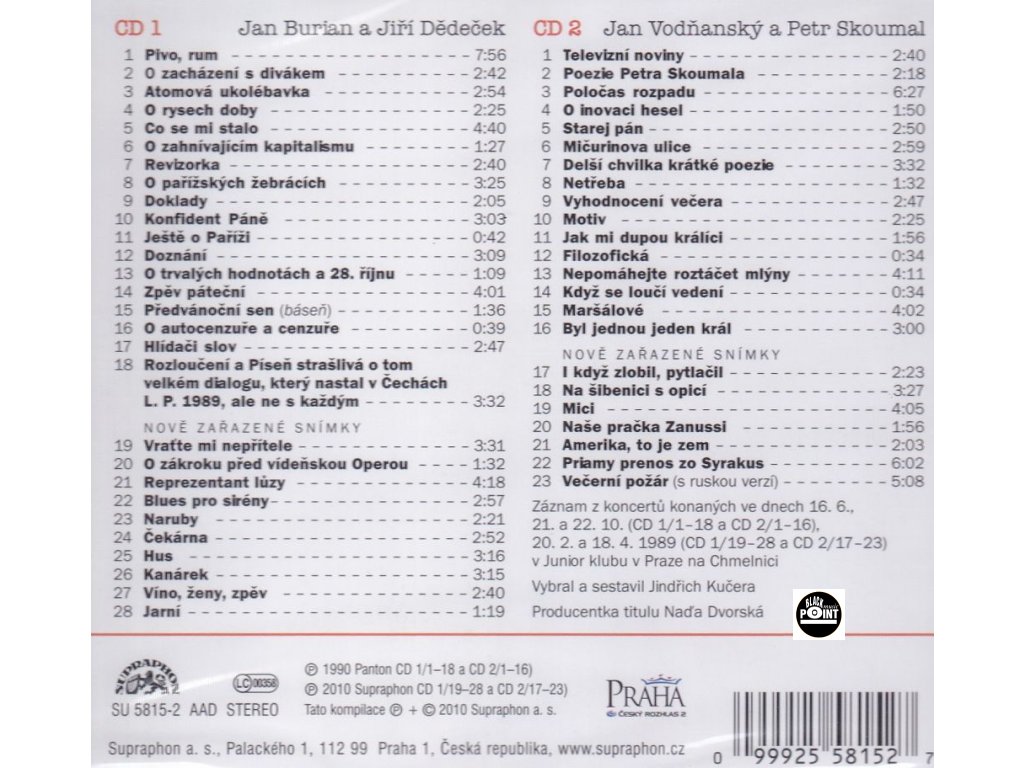 CD 1 Jan Burian a Jiří Dědeček
1 Pivo, rum 7:56
2 O zacházení s divákem 2:42
3 Atomová ukolébavka 2:54
4 O rysech doby 2:25
5 Co se mi stalo 4:40
6 O zahnívajícím kapitalismu 1:27
7 Revizorka 2:40
8 O pařížských žebrácích 3:25
9 Doklady 2:05
10 Konfident Páně 3:03
11 Ještě o Paříži 0:42
12 Doznání 3:09
13 O trvalých hodnotách a 28. říjnu 1:09
14 Zpěv páteční 4:01
15 Předvánoční sen (báseň) 1:36
16 O autocenzuře a cenzuře 0:39
17 Hlídači slov 2:47
18 Rozloučení a Píseň strašlivá o tom
velkém dialogu, který nastal v Čechách
L. P. 1989, ale ne s každým 3:32
NOVĚ ZAŘAZENÉ SNÍMKY
19 Vraťte mi nepřítele 3:31
20 O zákroku před vídeňskou Operou 1:32
21 Reprezentant lůzy 4:18
22 Blues pro sirény 2:57
23 Naruby 2:21
24 Čekárna 2:52
25 Hus 3:16
26 Kanárek 3:15
27 Víno, ženy, zpěv 2:40
28 Jarní 1:19
CD 2 Jan Vodňanský a Petr Skoumal
1 Televizní noviny 2:40
2 Poezie Petra Skoumala 2:18
3 Poločas rozpadu 6:27
4 O inovaci hesel 1:50
5 Starej pán 2:50
6 Mičurinova ulice 2:59
7 Delší chvilka krátké poezie 3:32
8 Netřeba 1:32
9 Vyhodnocení večera 2:47
10 Motiv 2:25
11 Jak mi dupou králíci 1:56
12 Filozofická 0:34
13 Nepomáhejte roztáčet mlýny 4:11
14 Když se loučí vedení 0:34
15 Maršálové 4:02
16 Byl jednou jeden král 3:00
NOVĚ ZAŘAZENÉ SNÍMKY
17 I když zlobil, pytlačil 2:23
18 Na šibenici s opicí 3:27
19 Mici 4:05
20 Naše pračka Zanussi 1:56
21 Amerika, to je zem 2:03
22 Priamy prenos zo Syrakus 6:02
23 Večerní požár (s ruskou verzí) 5:08
Záznam z koncertů konaných ve dnech 16. 6.,
21. a 22. 10. (CD 1/1–18 a CD 2/1–16),
20. 2. a 18. 4. 1989 (CD 1/19–28 a CD 2/17–23)
v Junior klubu v Praze na Chmelnici
Vybral a sestavil Jindřich Kučera
Producentka titulu Naďa Dvorská
BLACK
music
POINT
SUPRAPHON
LC 00358
SU 5815-2 AAD STEREO
℗ 1990 Panton CD 1/1–18 a CD 2/1–16)
℗ 2010 Supraphon CD 1/19–28 a CD 2/17–23)
Tato kompilace ℗ + © 2010 Supraphon a. s.
PRAHA
ČESKÝ ROZHLAS 2
Supraphon a. s., Palackého 1, 112 99 Praha 1, Česká republika, www.supraphon.cz
0 99925 58152 7